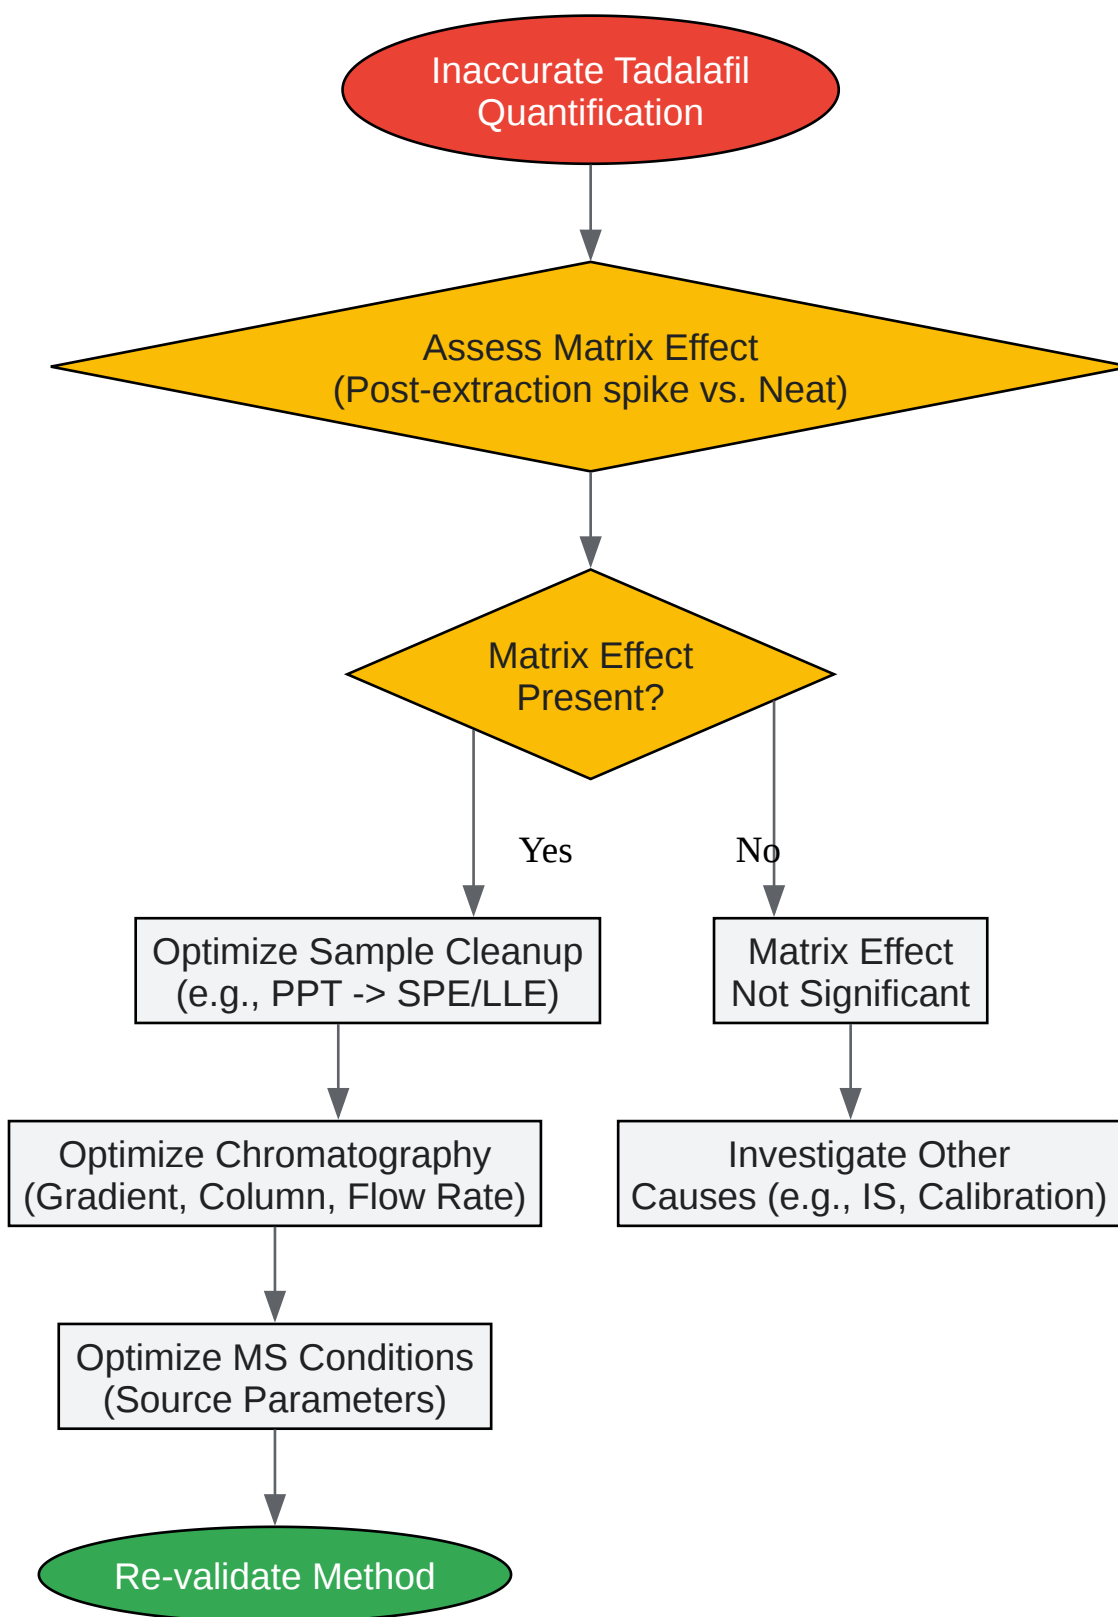 Inaccurate Tadalafil
Quantification
Assess Matrix Effect
(Post-extraction spike vs. Neat)
Matrix Effect
Present?
Yes
No
Optimize Sample Cleanup
(e.g., PPT -> SPE/LLE)
Matrix Effect
Not Significant
Optimize Chromatography
(Gradient, Column, Flow Rate)
Investigate Other
Causes (e.g., IS, Calibration)
Optimize MS Conditions
(Source Parameters)
Re-validate Method